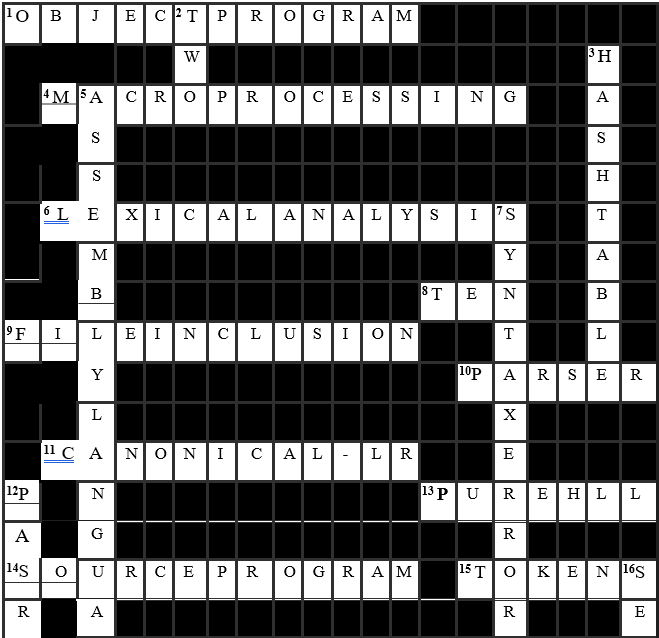 1O B J E C 2T P R O G R A M
W 3H
4M 5A C R O P R O C E S S I N G A
S S
S H
6L E X I C A L A N A L Y S I 7S T
M Y A
B 8T E N B
9F I L E I N C L U S I O N T L
Y 10P A R S E R
L X
11C A N O N I C A L - L R E
12P N 13P U R E H L L
A G R
14S O U R C E P R O G R A M 15T O K E N 16S
R A R E